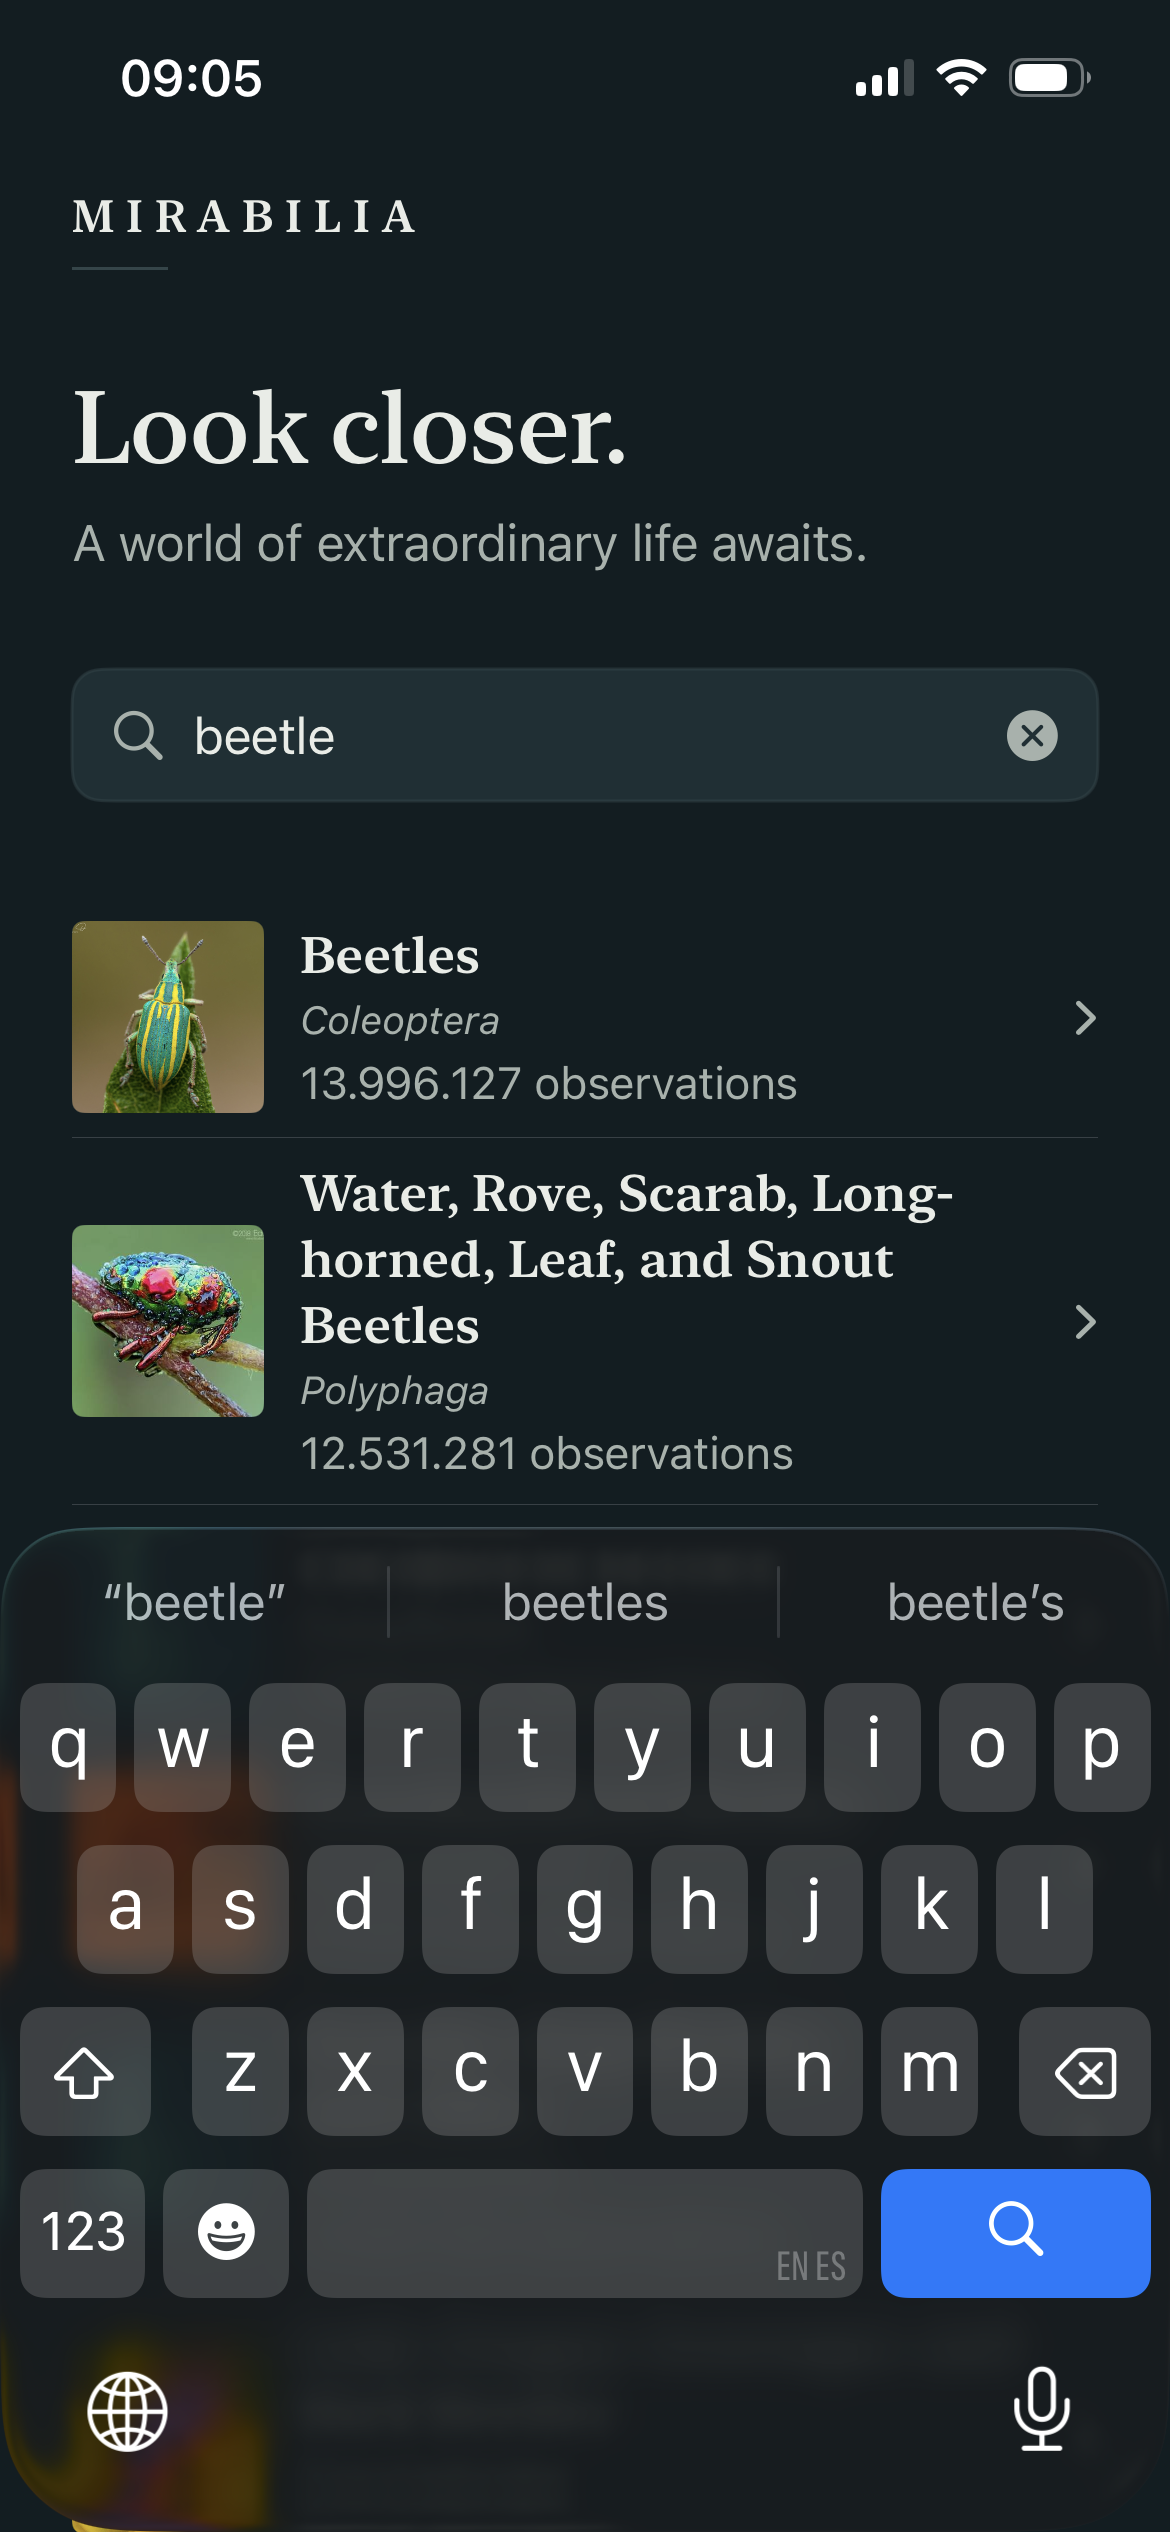 09:05
MIRABILIA
Look closer.
A world of extraordinary life awaits.
beetle
Beetles
Coleoptera
13.996.127 observations
Water, Rove, Scarab, Long-
horned, Leaf, and Snout
Beetles
Polyphaga
12.531.281 observations
“beetle” beetles beetle’s
q w e r t y u i o p
a s d f g h j k l
z x c v b n m
123 EN ES